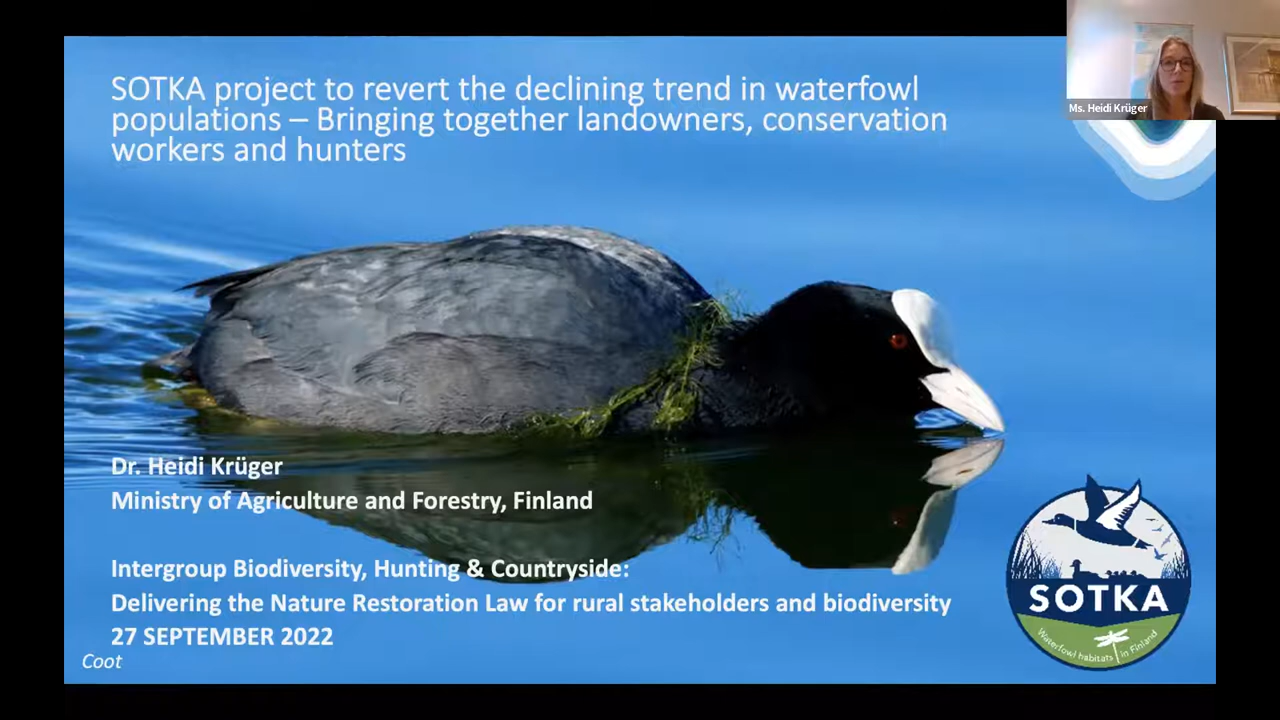 SOTKA project to revert the declining trend in waterfowl
populations – Bringing together landowners, conservation
workers and hunters
Ms. Heidi Krüger
Dr. Heidi Krüger
Ministry of Agriculture and Forestry, Finland
Intergroup Biodiversity, Hunting & Countryside:
Delivering the Nature Restoration Law for rural stakeholders and biodiversity
27 SEPTEMBER 2022
Coot
SOTKA
Waterfowl habitats in Finland